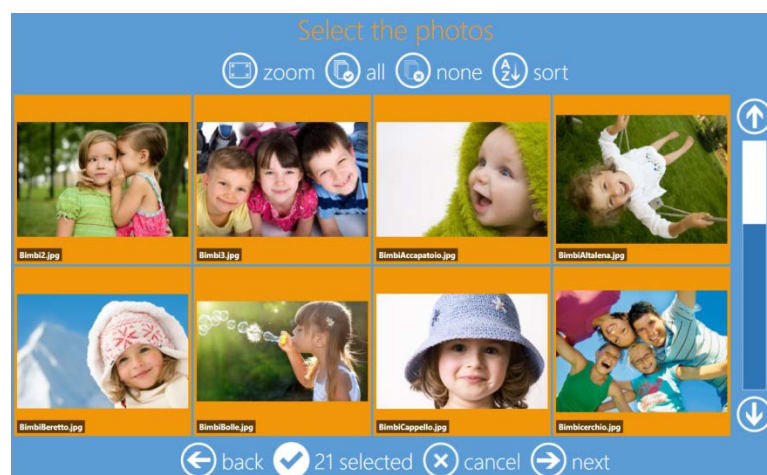 Select the photos
zoom all none sort
Bimbi2.jpg Bimbi3.jpg BimbiAccapatoio.jpg BimbiAltalena.jpg
BimbiBeretto.jpg BimbiBolle.jpg BimbiCappello.jpg Bimbicerchio.jpg
back 21 selected cancel next